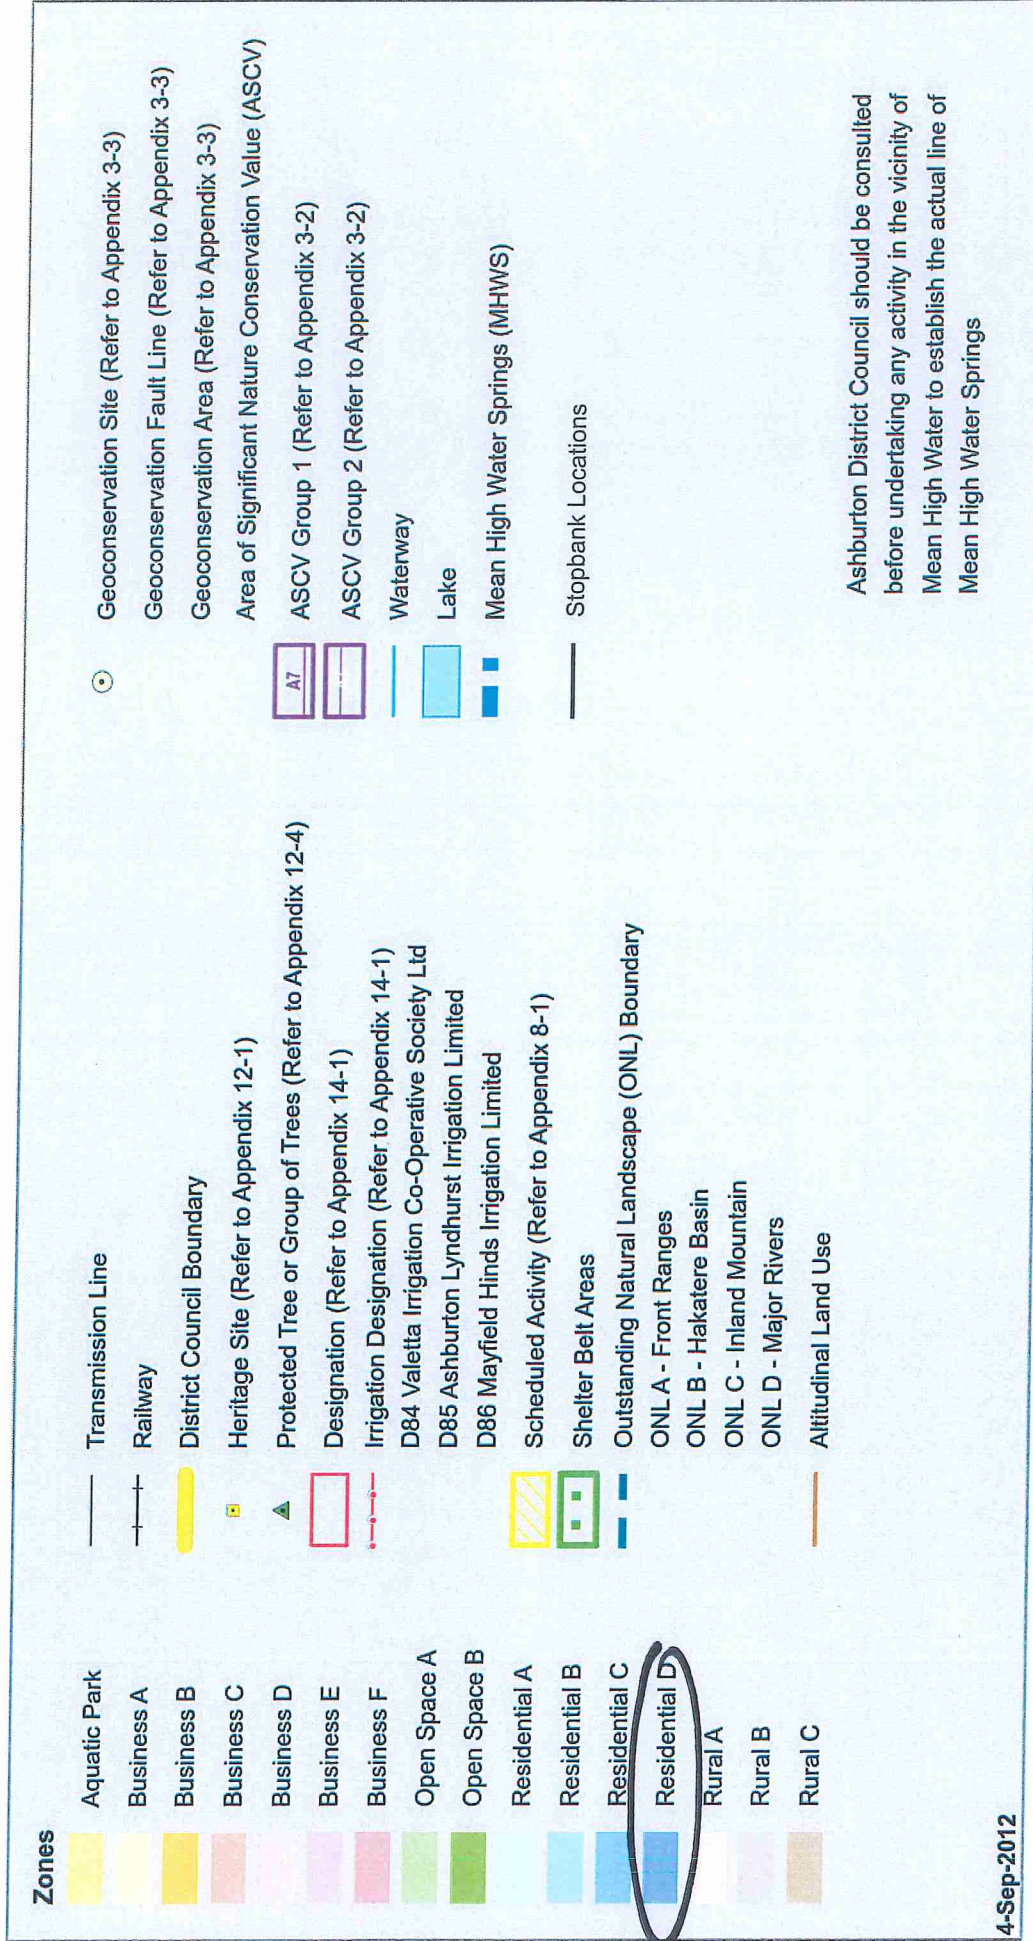 Zones
Aquatic Park
Business A
Business B
Business C
Business D
Business E
Business F
Open Space A
Open Space B
Residential A
Residential B
Residential C
Residential D
Rural A
Rural B
Rural C
Transmission Line
Railway
District Council Boundary
Heritage Site (Refer to Appendix 12-1)
Protected Tree or Group of Trees (Refer to Appendix 12-4)
Designation (Refer to Appendix 14-1)
Irrigation Designation (Refer to Appendix 14-1)
D84 Valetta Irrigation Co-Operative Society Ltd
D85 Ashburton Lyndhurst Irrigation Limited
D86 Mayfield Hinds Irrigation Limited
Scheduled Activity (Refer to Appendix 8-1)
Shelter Belt Areas
Outstanding Natural Landscape (ONL) Boundary
ONL A - Front Ranges
ONL B - Hakatere Basin
ONL C - Inland Mountain
ONL D - Major Rivers
Altitudinal Land Use
Geoconservation Site (Refer to Appendix 3-3)
Geoconservation Fault Line (Refer to Appendix 3-3)
Geoconservation Area (Refer to Appendix 3-3)
Area of Significant Nature Conservation Value (ASCV)
A7
ASCV Group 1 (Refer to Appendix 3-2)
ASCV Group 2 (Refer to Appendix 3-2)
Waterway
Lake
Mean High Water Springs (MHWS)
Stopbank Locations
Ashburton District Council should be consulted
before undertaking any activity in the vicinity of
Mean High Water to establish the actual line of
Mean High Water Springs
4-Sep-2012